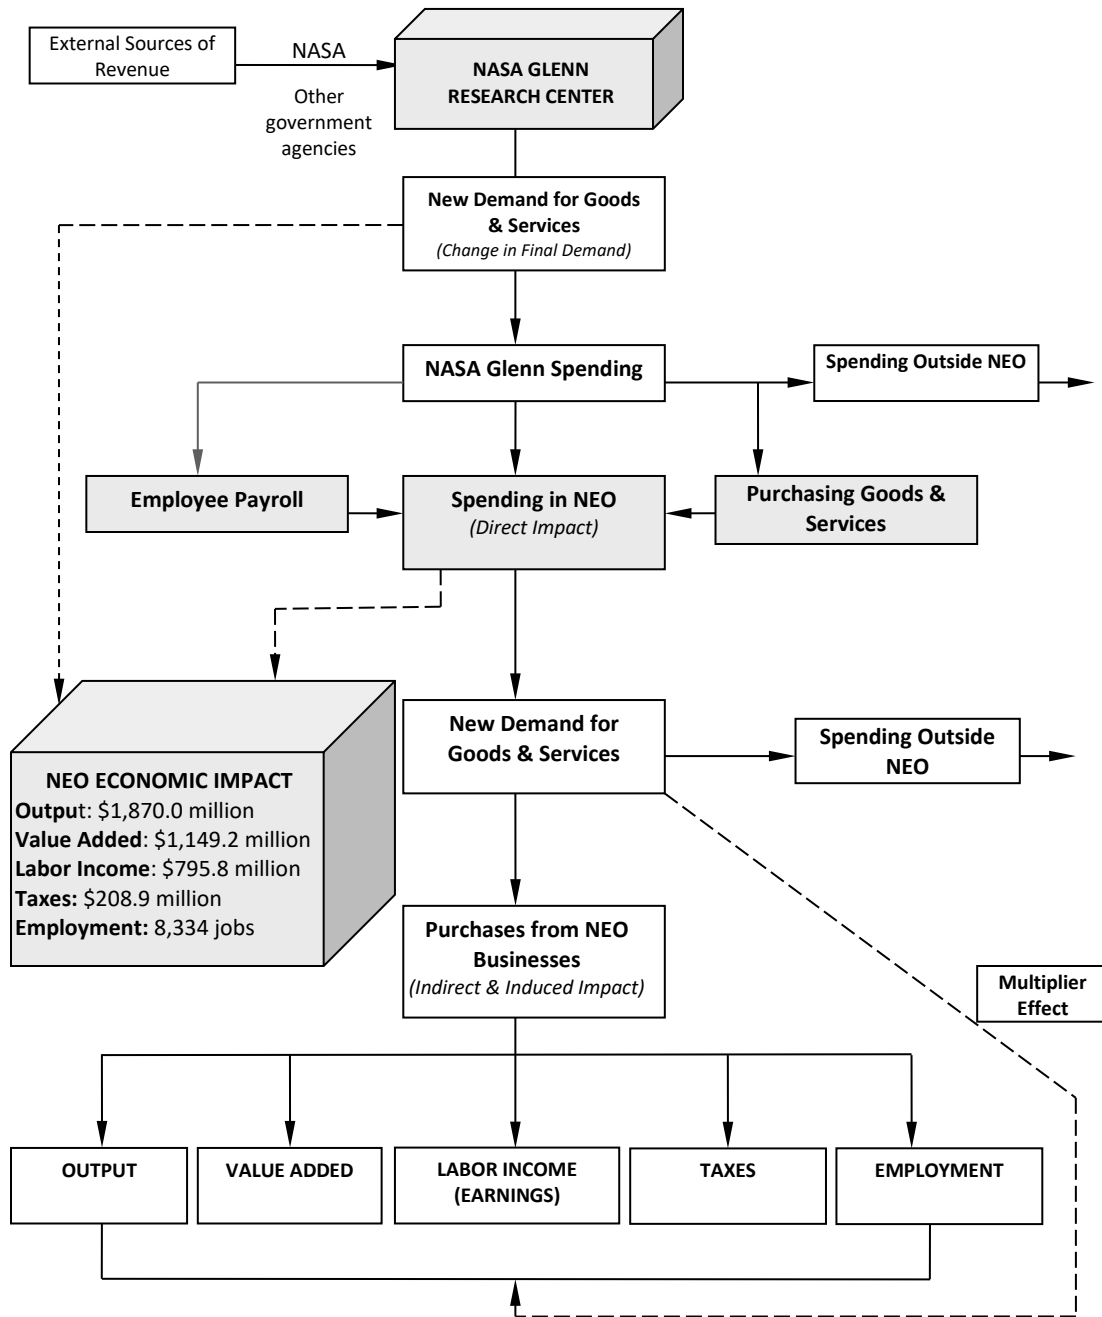 External Sources of
Revenue
NASA
Other
government
agencies
NASA GLENN
RESEARCH CENTER
New Demand for Goods
& Services
(Change in Final Demand)
NASA Glenn Spending
Spending Outside NEO
Employee Payroll
Spending in NEO
(Direct Impact)
Purchasing Goods &
Services
NEO ECONOMIC IMPACT
Output: $1,870.0 million
Value Added: $1,149.2 million
Labor Income: $795.8 million
Taxes: $208.9 million
Employment: 8,334 jobs
New Demand for
Goods & Services
Spending Outside
NEO
Purchases from NEO
Businesses
(Indirect & Induced Impact)
Multiplier
Effect
OUTPUT
VALUE ADDED
LABOR INCOME
(EARNINGS)
TAXES
EMPLOYMENT